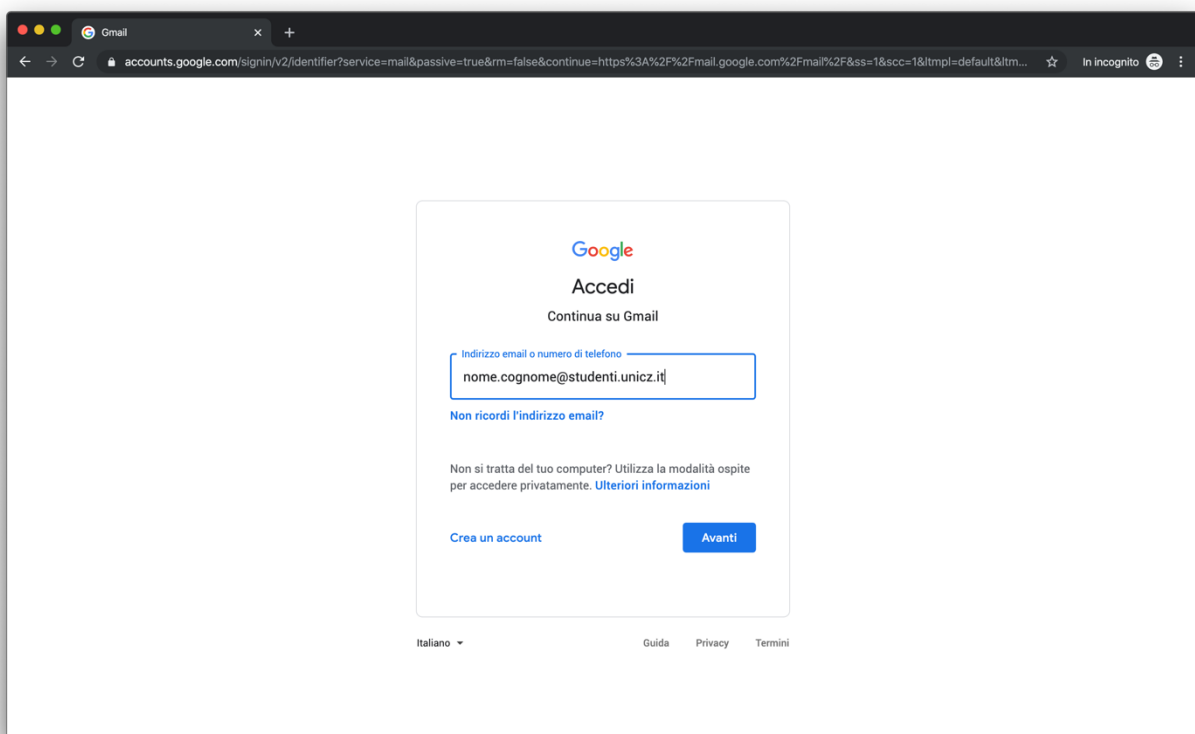 Gmail
accounts.google.com/signin/v2/identifier?service=mail&passive=true&rm=false&continue=https%3A%2F%2Fmail.google.com%2Fmail%2F&ss=1&scc=1&ltmpl=default&ltm...
In incognito
Google
Accedi
Continua su Gmail
Indirizzo email o numero di telefono
nome.cognome@studenti.unicz.it
Non ricordi l'indirizzo email?
Non si tratta del tuo computer? Utilizza la modalità ospite
per accedere privatamente. Ulteriori informazioni
Crea un account
Avanti
Italiano
Guida Privacy Termini